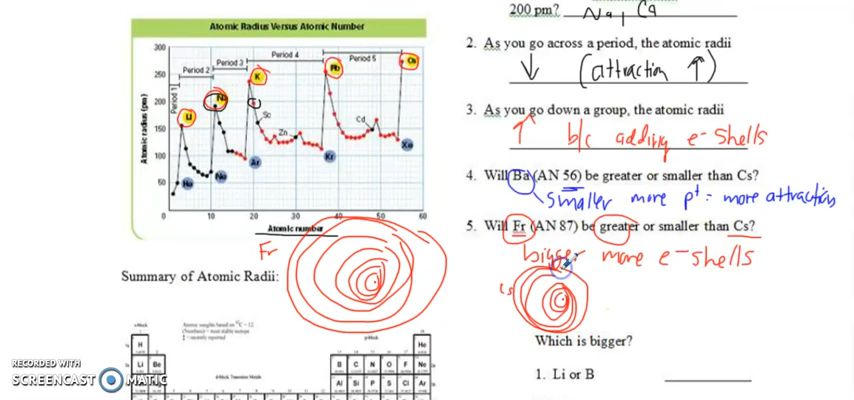 200 pm? Na, Ca
Atomic Radius Versus Atomic Number
300
250
200
150
100
50
0
10
20
30
40
50
60
Period 1
Period 2
Period 3
Period 4
Period 5
Li
Na
K
Rb
Cs
Sc
Zn
Cd
He
Ne
Ar
Kr
Xe
Atomic radius (pm)
Atomic number
2. As you go across a period, the atomic radii
↓ (attraction ↑)
3. As you go down a group, the atomic radii
↑ b/c adding e- shells
4. Will Ba (AN 56) be greater or smaller than Cs?
smaller more p+ = more attraction
5. Will Fr (AN 87) be greater or smaller than Cs?
bigger more e- shells
Fr
Cs
Summary of Atomic Radii:
Which is bigger?
1. Li or B
H
He
Li Be
B C N O F Ne
Al Si P S Cl Ar
RECORDED WITH
SCREENCAST MATIC